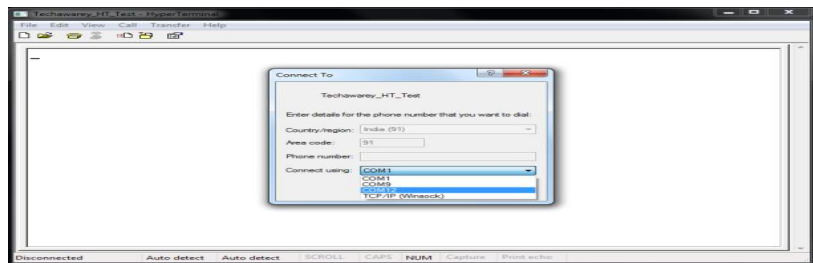 Techawarey_HT_Test - HyperTerminal
File Edit View Call Transfer Help
Connect To
Techawarey_HT_Test
Enter details for the phone number that you want to dial:
Country/region: India (91)
Area code: 91
Phone number:
Connect using: COM1
COM1
COM9
COM12
TCP/IP (Winsock)
Disconnected Auto detect Auto detect SCROLL CAPS NUM Capture Print echo